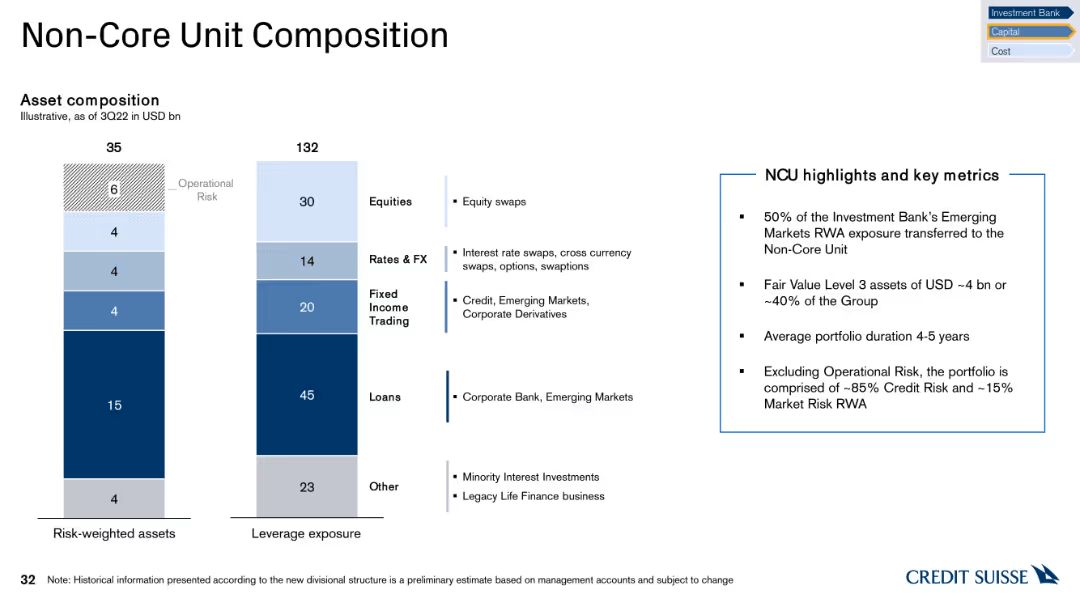 Non-Core Unit Composition
Investment Bank
Capital
Cost
Asset composition
Illustrative, as of 3Q22 in USD bn
35
132
6
Operational
Risk
4
4
4
15
4
30
14
20
45
23
Risk-weighted assets
Leverage exposure
Equities
▪ Equity swaps
Rates & FX
▪ Interest rate swaps, cross currency
swaps, options, swaptions
Fixed
Income
Trading
▪ Credit, Emerging Markets,
Corporate Derivatives
Loans
▪ Corporate Bank, Emerging Markets
Other
▪ Minority Interest Investments
▪ Legacy Life Finance business
NCU highlights and key metrics
▪ 50% of the Investment Bank's Emerging
Markets RWA exposure transferred to the
Non-Core Unit
▪ Fair Value Level 3 assets of USD ~4 bn or
~40% of the Group
▪ Average portfolio duration 4-5 years
▪ Excluding Operational Risk, the portfolio is
comprised of ~85% Credit Risk and ~15%
Market Risk RWA
32 Note: Historical information presented according to the new divisional structure is a preliminary estimate based on management accounts and subject to change
CREDIT SUISSE